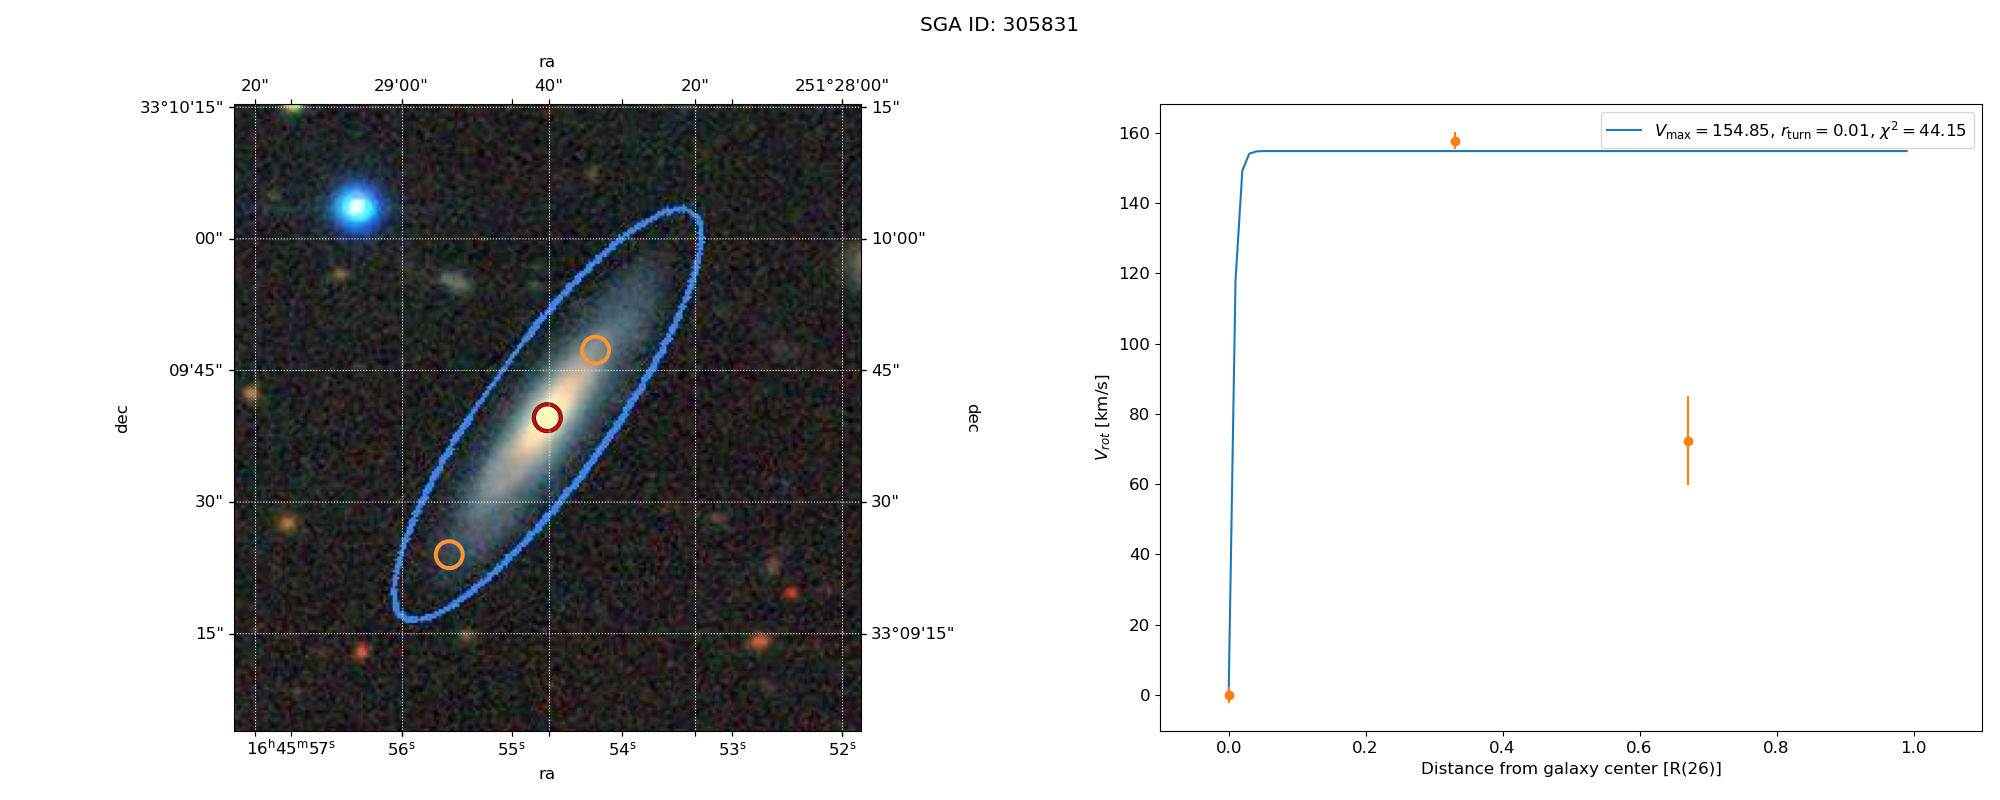 SGA ID: 305831
ra
20" 29'00" 40" 20" 251°28'00"
33°10'15" 15"
00" 10'00"
09'45" 45"
dec dec
30" 30"
15" 33°09'15"
16ʰ45ᵐ57ˢ 56ˢ 55ˢ 54ˢ 53ˢ 52ˢ
ra
V_max = 154.85, r_turn = 0.01, χ² = 44.15
160
140
120
100
80
60
40
20
0
V_rot [km/s]
0.0 0.2 0.4 0.6 0.8 1.0
Distance from galaxy center [R(26)]